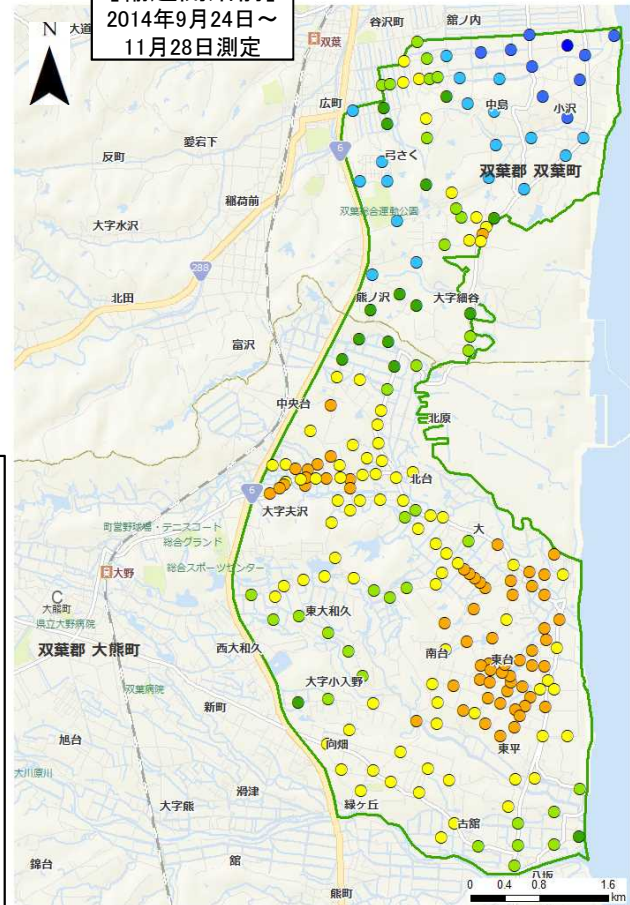 2014年9月24日～
11月28日測定
N
大道
谷沢町
舘ノ内
双葉
広町
中島
小沢
愛宕下
6
反町
弓さく
双葉郡 双葉町
稲荷前
双葉総合運動公園
大字水沢
288
北田
熊ノ沢
大字細谷
富沢
中央台
北原
北台
6
大字夫沢
町営野球場・テニスコート
総合グランド
大
総合スポーツセンター
大野
大熊町
県立大野病院
東大和久
双葉郡 大熊町
西大和久
南台
東台
双葉病院
大字小入野
新町
旭台
向畑
東平
大川原川
滑津
大字熊
緑ヶ丘
古舘
錦台
舘
熊町
八坂
0 0.4 0.8 1.6
km